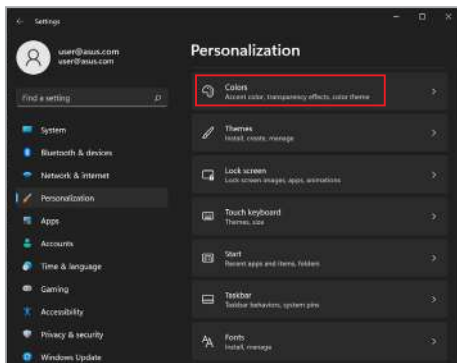 Settings
user@asus.com
user@asus.com
Find a setting
System
Bluetooth & devices
Network & internet
Personalization
Apps
Accounts
Time & language
Gaming
Accessibility
Privacy & security
Windows Update
Personalization
Colors
Accent color, transparency effects, color theme
Themes
Install, create, manage
Lock screen
Lock screen images, apps, animations
Touch keyboard
Themes, size
Start
Recent apps and items, folders
Taskbar
Taskbar behaviors, system pins
Fonts
Install, manage